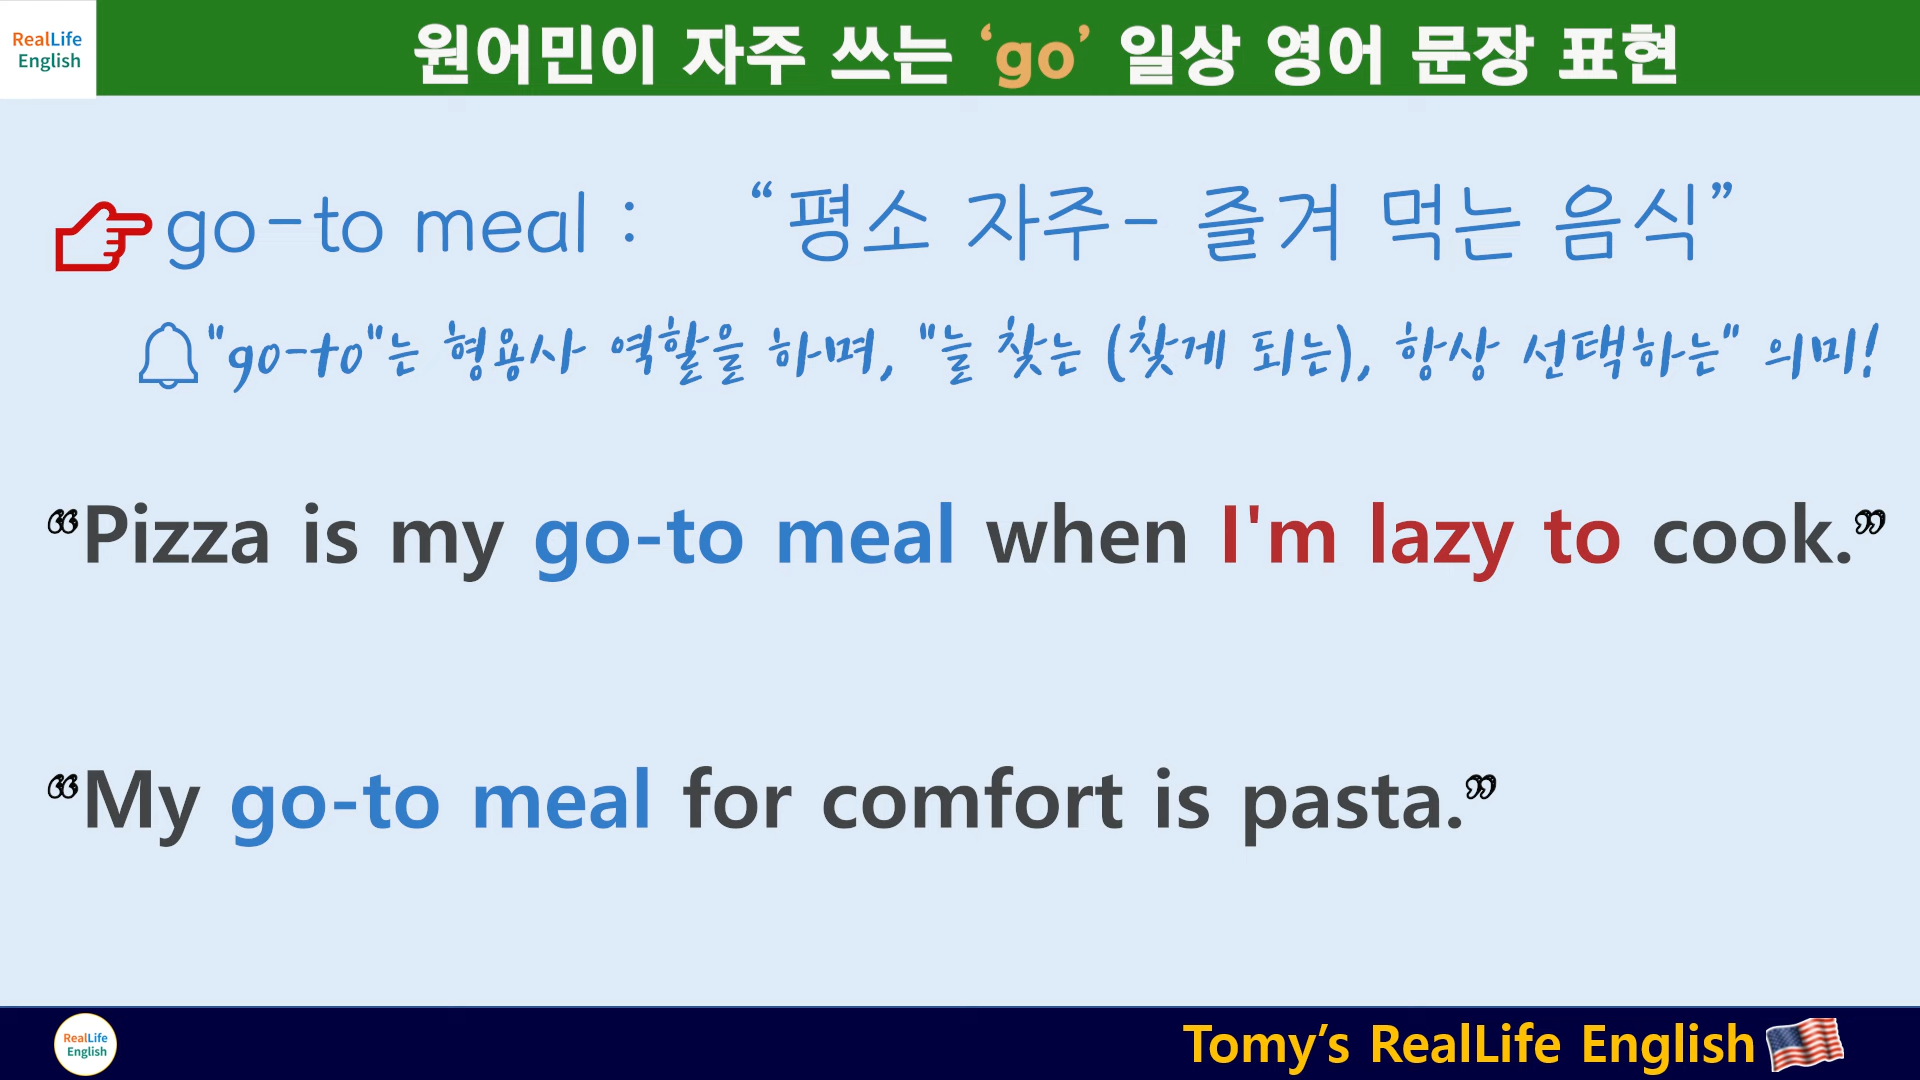 RealLife
English
원어민이 자주 쓰는 ‘go’ 일상 영어 문장 표현
go-to meal : “평소 자주- 즐겨 먹는 음식”
"go-to"는 형용사 역할을 하며, "늘 찾는 (찾게 되는), 항상 선택하는" 의미!
“Pizza is my go-to meal when I'm lazy to cook.”
“My go-to meal for comfort is pasta.”
RealLife
English
Tomy’s RealLife English